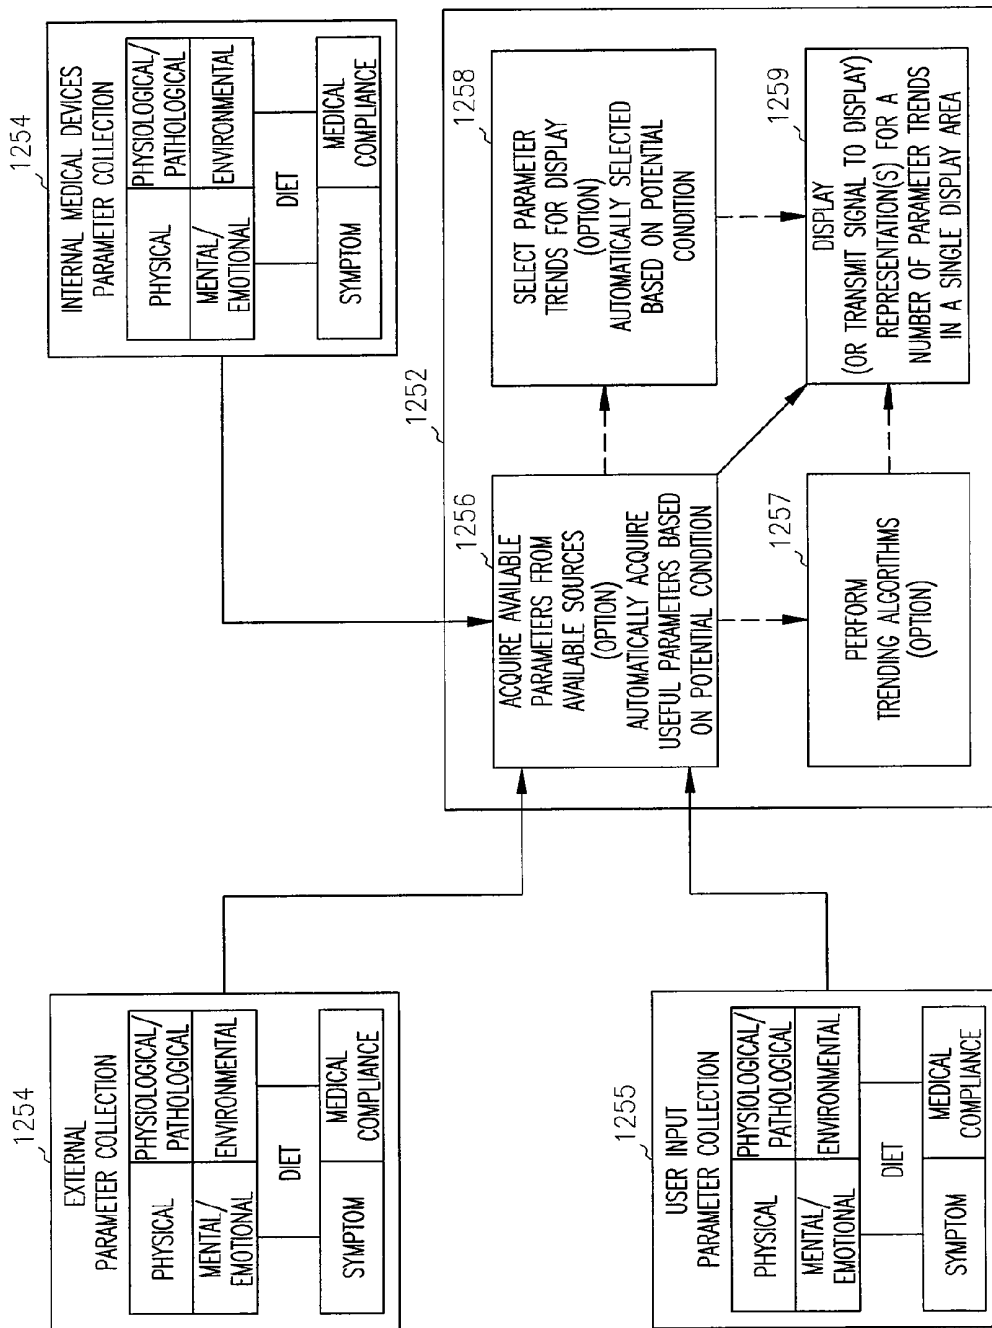 1254
EXTERNAL
PARAMETER COLLECTION
PHYSICAL
PHYSIOLOGICAL/
PATHOLOGICAL
MENTAL/
EMOTIONAL
ENVIRONMENTAL
DIET
SYMPTOM
MEDICAL
COMPLIANCE
1254
INTERNAL MEDICAL DEVICES
PARAMETER COLLECTION
PHYSICAL
PHYSIOLOGICAL/
PATHOLOGICAL
MENTAL/
EMOTIONAL
ENVIRONMENTAL
DIET
SYMPTOM
MEDICAL
COMPLIANCE
1255
USER INPUT
PARAMETER COLLECTION
PHYSICAL
PHYSIOLOGICAL/
PATHOLOGICAL
MENTAL/
EMOTIONAL
ENVIRONMENTAL
DIET
SYMPTOM
MEDICAL
COMPLIANCE
1252
1256
ACQUIRE AVAILABLE
PARAMETERS FROM
AVAILABLE SOURCES
(OPTION)
AUTOMATICALLY ACQUIRE
USEFUL PARAMETERS BASED
ON POTENTIAL CONDITION
1258
SELECT PARAMETER
TRENDS FOR DISPLAY
(OPTION)
AUTOMATICALLY SELECTED
BASED ON POTENTIAL
CONDITION
1257
PERFORM
TRENDING ALGORITHMS
(OPTION)
1259
DISPLAY
(OR TRANSMIT SIGNAL TO DISPLAY)
REPRESENTATION(S) FOR A
NUMBER OF PARAMETER TRENDS
IN A SINGLE DISPLAY AREA